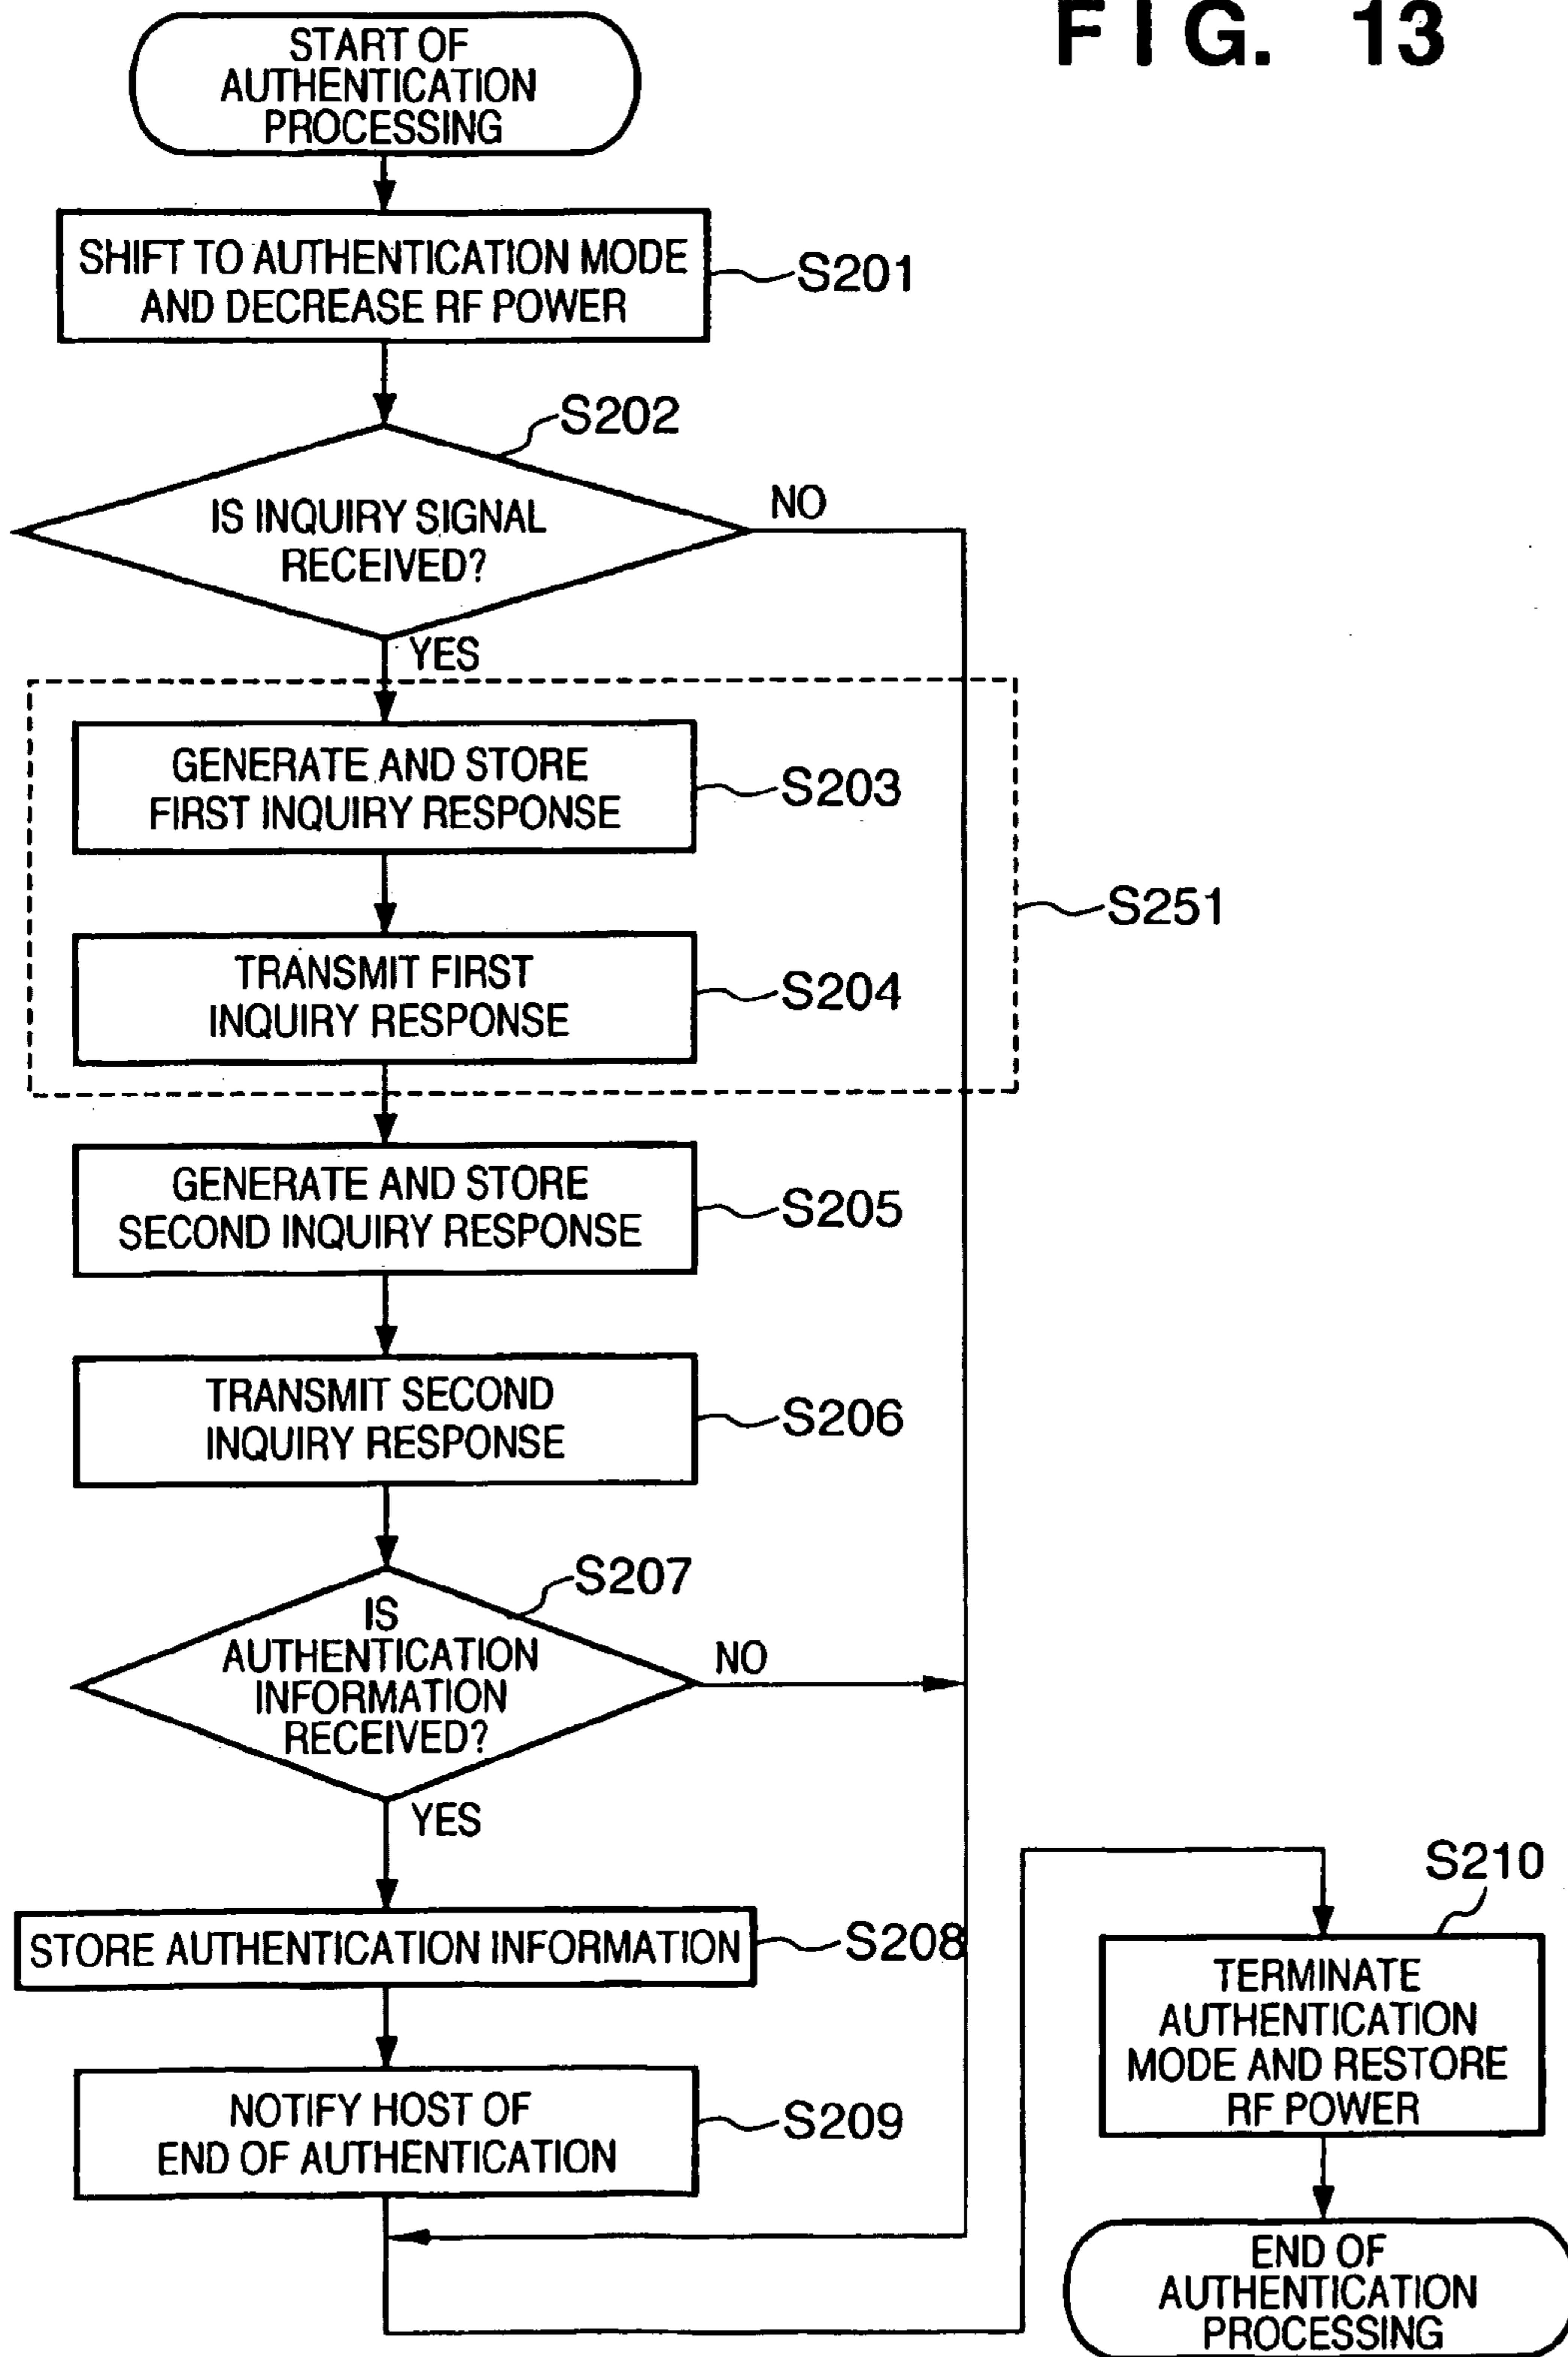 FIG. 13
START OF
AUTHENTICATION
PROCESSING
SHIFT TO AUTHENTICATION MODE
AND DECREASE RF POWER
S201
S202
IS INQUIRY SIGNAL
RECEIVED?
NO
YES
GENERATE AND STORE
FIRST INQUIRY RESPONSE
S203
S251
TRANSMIT FIRST
INQUIRY RESPONSE
S204
GENERATE AND STORE
SECOND INQUIRY RESPONSE
S205
TRANSMIT SECOND
INQUIRY RESPONSE
S206
S207
IS
AUTHENTICATION
INFORMATION
RECEIVED?
NO
YES
STORE AUTHENTICATION INFORMATION
S208
NOTIFY HOST OF
END OF AUTHENTICATION
S209
S210
TERMINATE
AUTHENTICATION
MODE AND RESTORE
RF POWER
END OF
AUTHENTICATION
PROCESSING